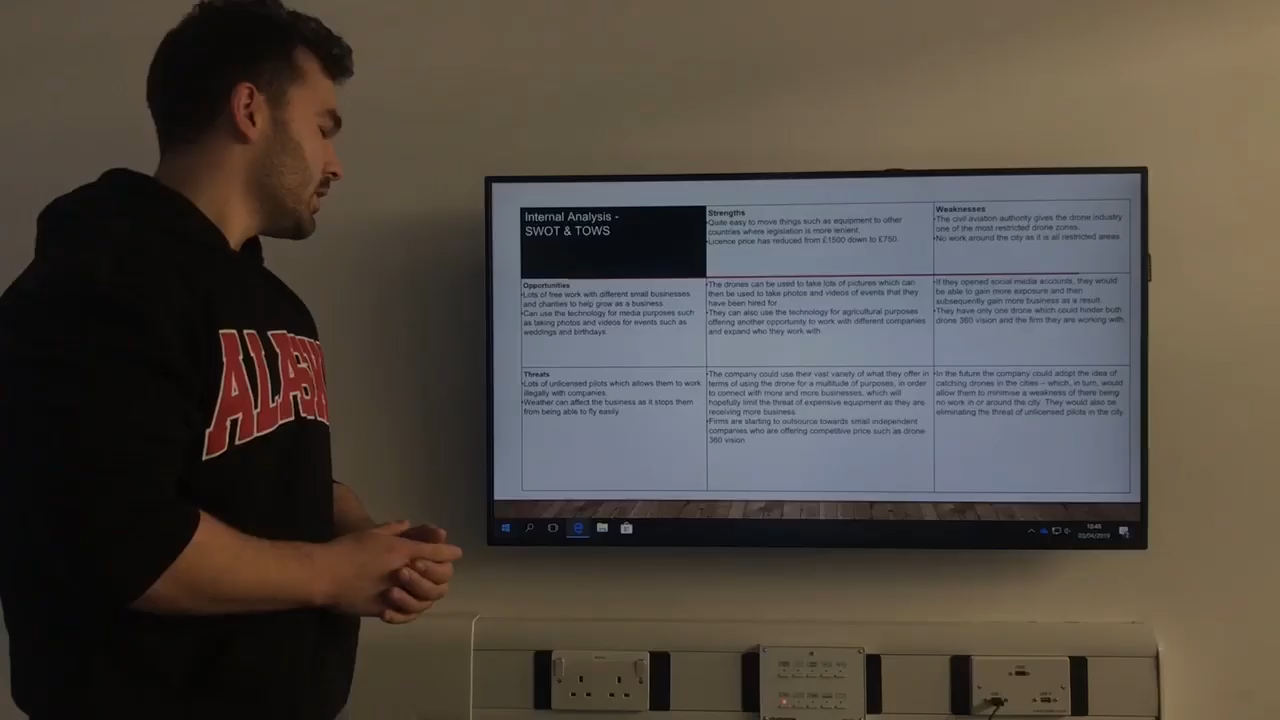 ALASK
Internal Analysis -
SWOT & TOWS
Strengths
•Quite easy to move things such as equipment to other
countries where legislation is more lenient.
•Licence price has reduced from £1500 down to £750.
Weaknesses
•The civil aviation authority gives the drone industry
one of the most restricted drone zones.
•No work around the city as it is all restricted areas
Opportunities
•Lots of free work with different small businesses
and charities to help grow as a business
•Can use the technology for media purposes such
as taking photos and videos for events such as
weddings and birthdays.
•The drones can be used to take lots of pictures which can
then be used to take photos and videos of events that they
have been hired for
•They can also use the technology for agricultural purposes
offering another opportunity to work with different companies
and expand who they work with
•If they opened social media accounts, they would
be able to gain more exposure and then
subsequently gain more business as a result.
•They have only one drone which could hinder both
drone 360 vision and the firm they are working with.
Threats
•Lots of unlicensed pilots which allows them to work
illegally with companies
•Weather can affect the business as it stops them
from being able to fly easily.
•The company could use their vast variety of what they offer in
terms of using the drone for a multitude of purposes, in order
to connect with more and more businesses, which will
hopefully limit the threat of expensive equipment as they are
receiving more business
•Firms are starting to outsource towards small independent
companies who are offering competitive price such as drone
360 vision
•In the future the company could adopt the idea of
catching drones in the cities – which, in turn, would
allow them to minimise a weakness of there being
no work in or around the city. They would also be
eliminating the threat of unlicensed pilots in the city
10:45
03/04/2019